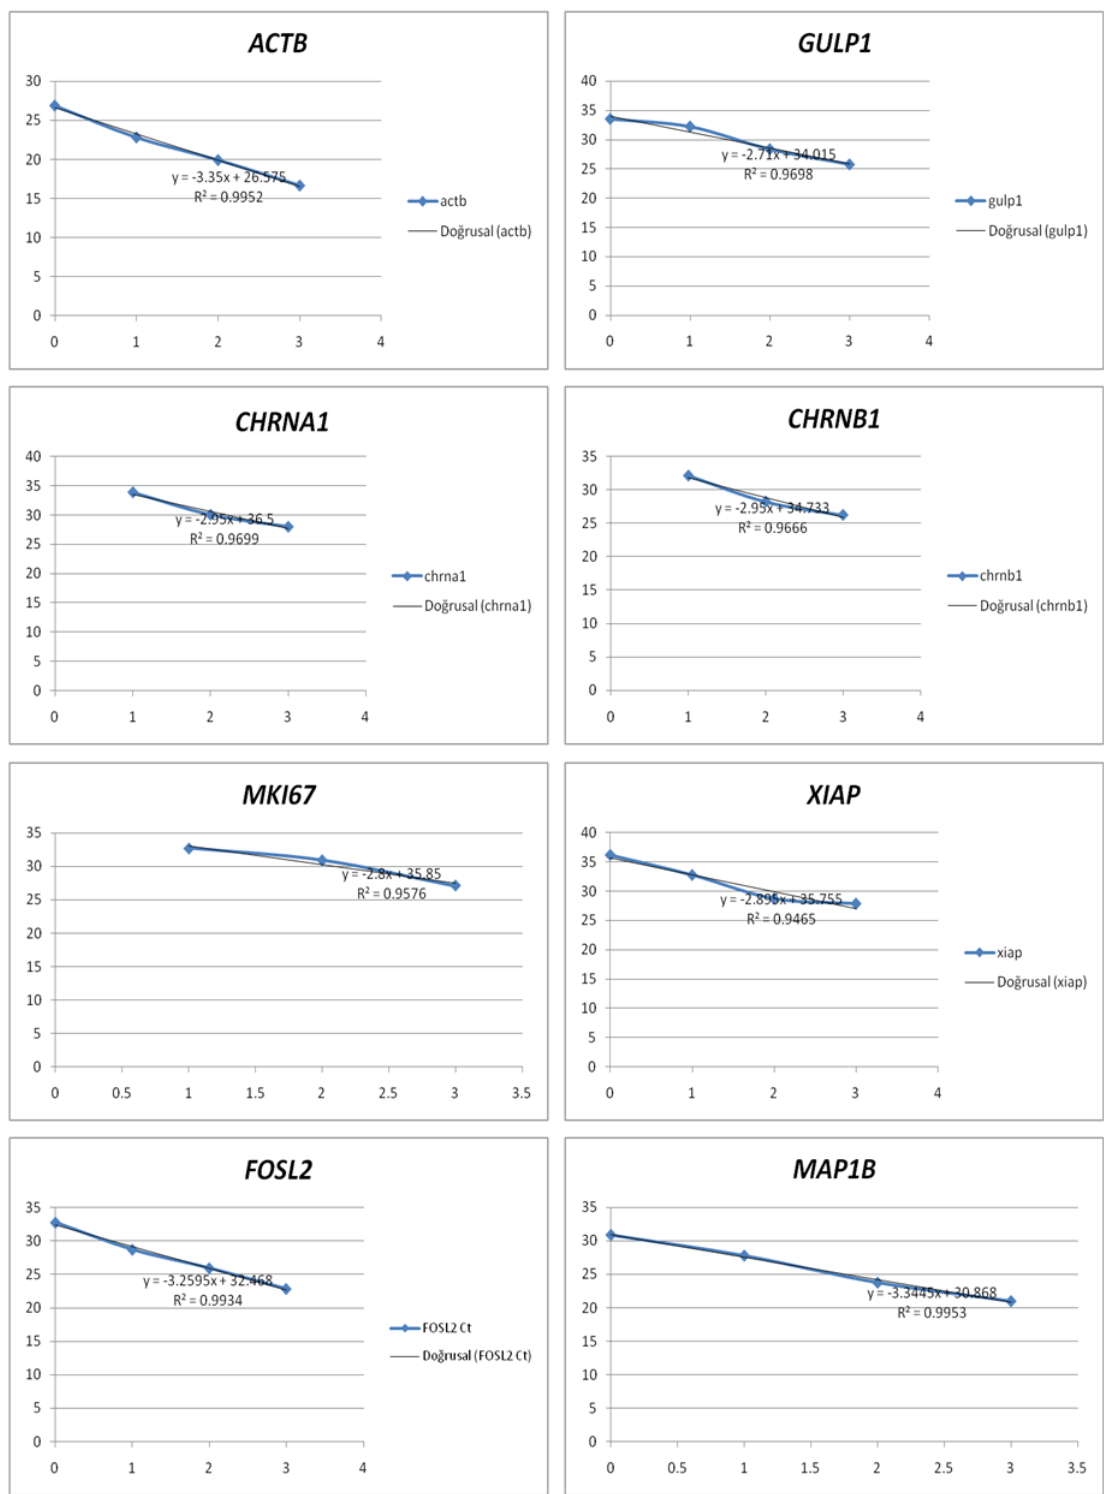 ACTB
30
25
20
15
10
5
0
0 1 2 3 4
y = -3.35x + 26.575
R² = 0.9952
actb
Doğrusal (actb)
GULP1
40
35
30
25
20
15
10
5
0
0 1 2 3 4
y = -2.71x + 34.015
R² = 0.9698
gulp1
Doğrusal (gulp1)
CHRNA1
40
35
30
25
20
15
10
5
0
0 1 2 3 4
y = -2.95x + 36.5
R² = 0.9699
chrna1
Doğrusal (chrna1)
CHRNB1
35
30
25
20
15
10
5
0
0 1 2 3 4
y = -2.95x + 34.733
R² = 0.9666
chrnb1
Doğrusal (chrnb1)
MKI67
35
30
25
20
15
10
5
0
0 0.5 1 1.5 2 2.5 3 3.5
y = -2.8x + 35.85
R² = 0.9576
XIAP
40
35
30
25
20
15
10
5
0
0 1 2 3 4
y = -2.895x + 35.755
R² = 0.9465
xiap
Doğrusal (xiap)
FOSL2
35
30
25
20
15
10
5
0
0 1 2 3 4
y = -3.2595x + 32.468
R² = 0.9934
FOSL2 Ct
Doğrusal (FOSL2 Ct)
MAP1B
35
30
25
20
15
10
5
0
0 0.5 1 1.5 2 2.5 3 3.5
y = -3.3445x + 30.868
R² = 0.9953